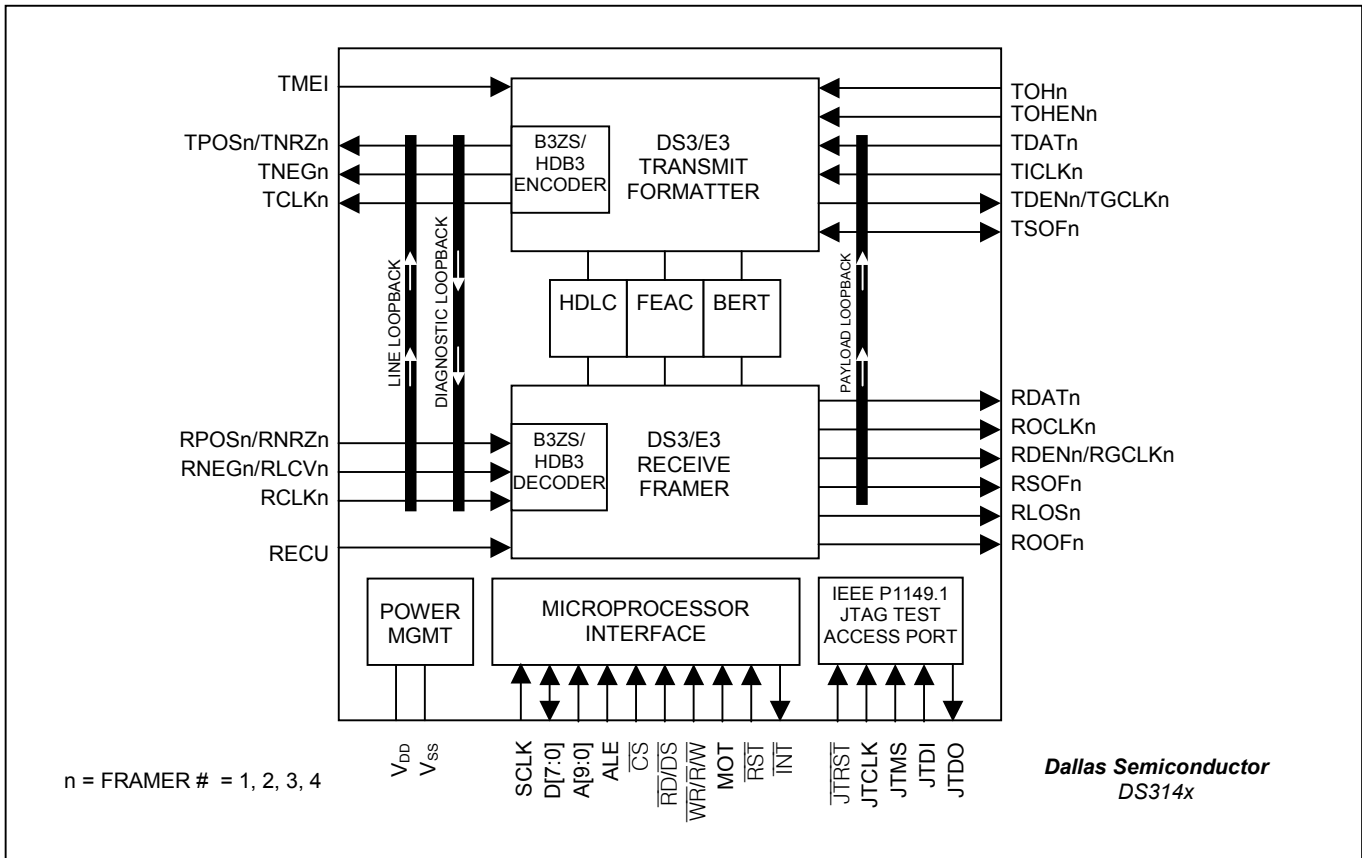 TMEI
TPOSn/TNRZn
TNEGn
TCLKn
B3ZS/
HDB3
ENCODER
DS3/E3
TRANSMIT
FORMATTER
TOHn
TOHENn
TDATn
TICLKn
TDENn/TGCLKn
TSOFn
LINE LOOPBACK
DIAGNOSTIC LOOPBACK
HDLC
FEAC
BERT
PAYLOAD LOOPBACK
RPOSn/RNRZn
RNEGn/RLCVn
RCLKn
RECU
B3ZS/
HDB3
DECODER
DS3/E3
RECEIVE
FRAMER
RDATn
ROCLKn
RDENn/RGCLKn
RSOFn
RLOSn
ROOFn
POWER
MGMT
MICROPROCESSOR
INTERFACE
IEEE P1149.1
JTAG TEST
ACCESS PORT
VDD
VSS
SCLK
D[7:0]
A[9:0]
ALE
CS
RD/DS
WR/R/W
MOT
RST
INT
JTRST
JTCLK
JTMS
JTDI
JTDO
n = FRAMER # = 1, 2, 3, 4
Dallas Semiconductor
DS314x